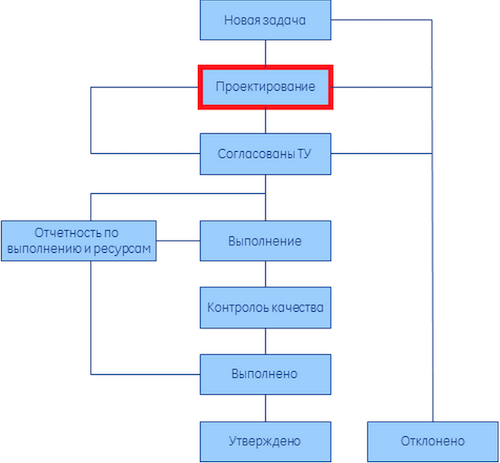 Новая задача
Проектирование
Согласованы ТУ
Отчетность по
выполнению и ресурсам
Выполнение
Контролоь качества
Выполнено
Утверждено
Отклонено